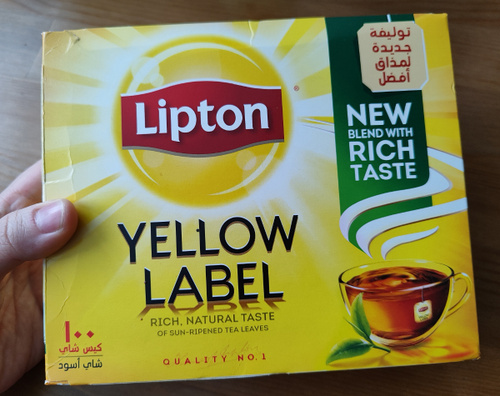 توليفة
جديدة
لمذاق
أفضل
Lipton
NEW
BLEND WITH
RICH
TASTE
YELLOW
LABEL
RICH, NATURAL TASTE
OF SUN-RIPENED TEA LEAVES
١٠٠
كيس شاي
شاي أسود
QUALITY NO.1
Lipton